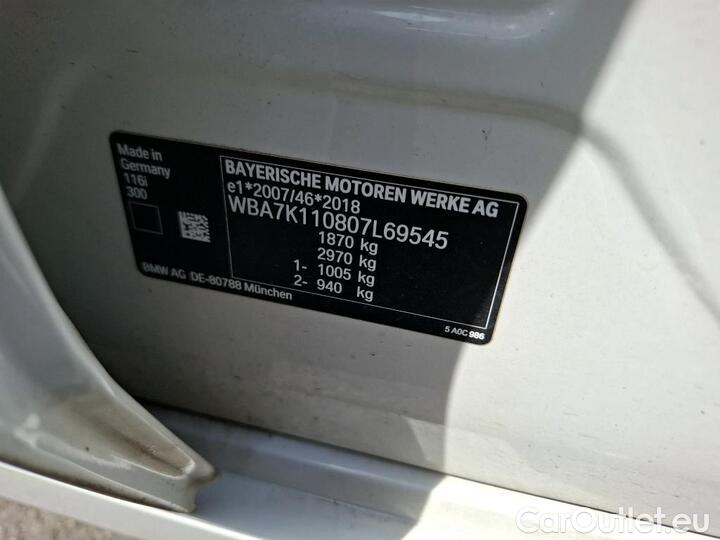 Made in
Germany
116i
300
BAYERISCHE MOTOREN WERKE AG
e1*2007/46*2018
WBA7K110807L69545
1870 kg
2970 kg
1- 1005 kg
2- 940 kg
BMW AG DE-80788 München
5 A0C 986
CarOutlet.eu